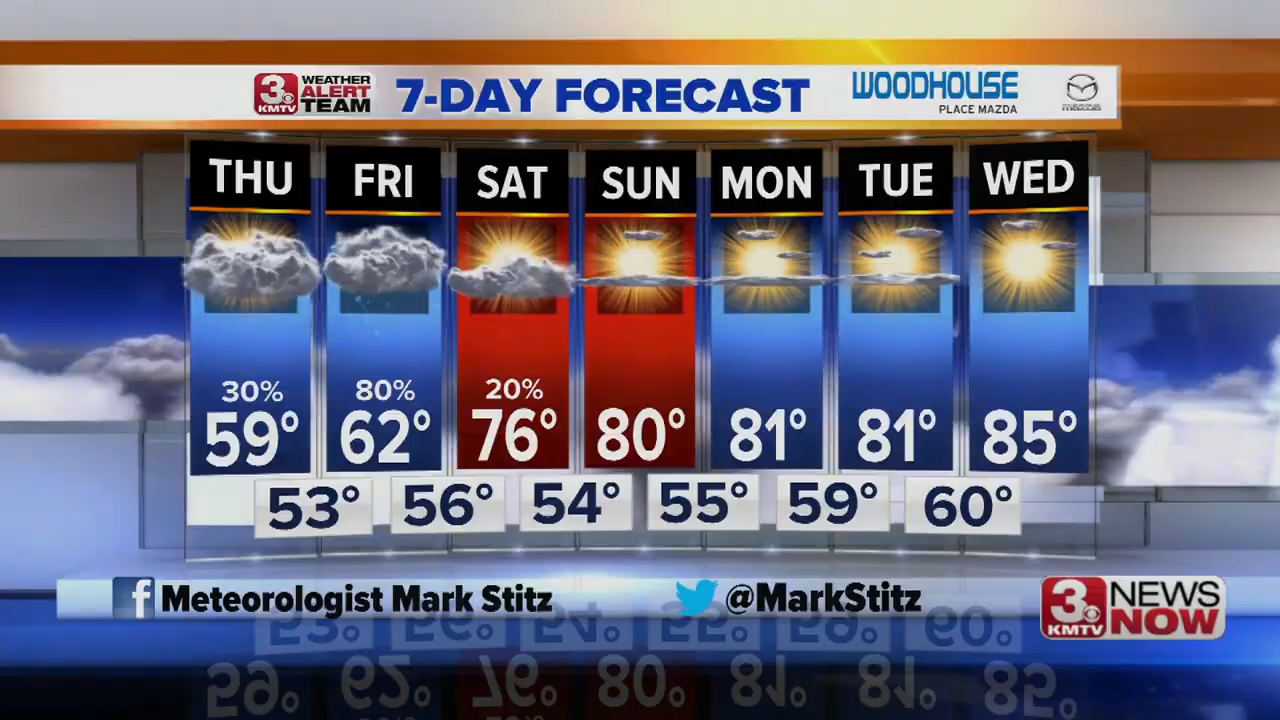 3 KMTV WEATHER ALERT TEAM
7-DAY FORECAST
WOODHOUSE
PLACE MAZDA
THU FRI SAT SUN MON TUE WED
30% 80% 20%
59° 62° 76° 80° 81° 81° 85°
53° 56° 54° 55° 59° 60°
f Meteorologist Mark Stitz @MarkStitz
3 KMTV NEWS NOW